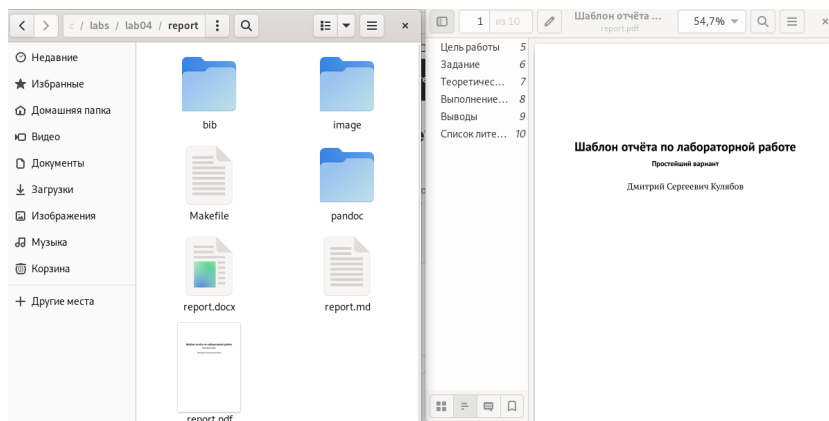 c / labs / lab04 / report
Недавние
Избранные
Домашняя папка
Видео
Документы
Загрузки
Изображения
Музыка
Корзина
Другие места
bib
image
Makefile
pandoc
report.docx
report.md
report.pdf
1 из 10
Шаблон отчёта ...
report.pdf
54,7%
Цель работы 5
Задание 6
Теоретичес... 7
Выполнение... 8
Выводы 9
Список лите... 10
Шаблон отчёта по лабораторной работе
Простейший вариант
Дмитрий Сергеевич Кулябов